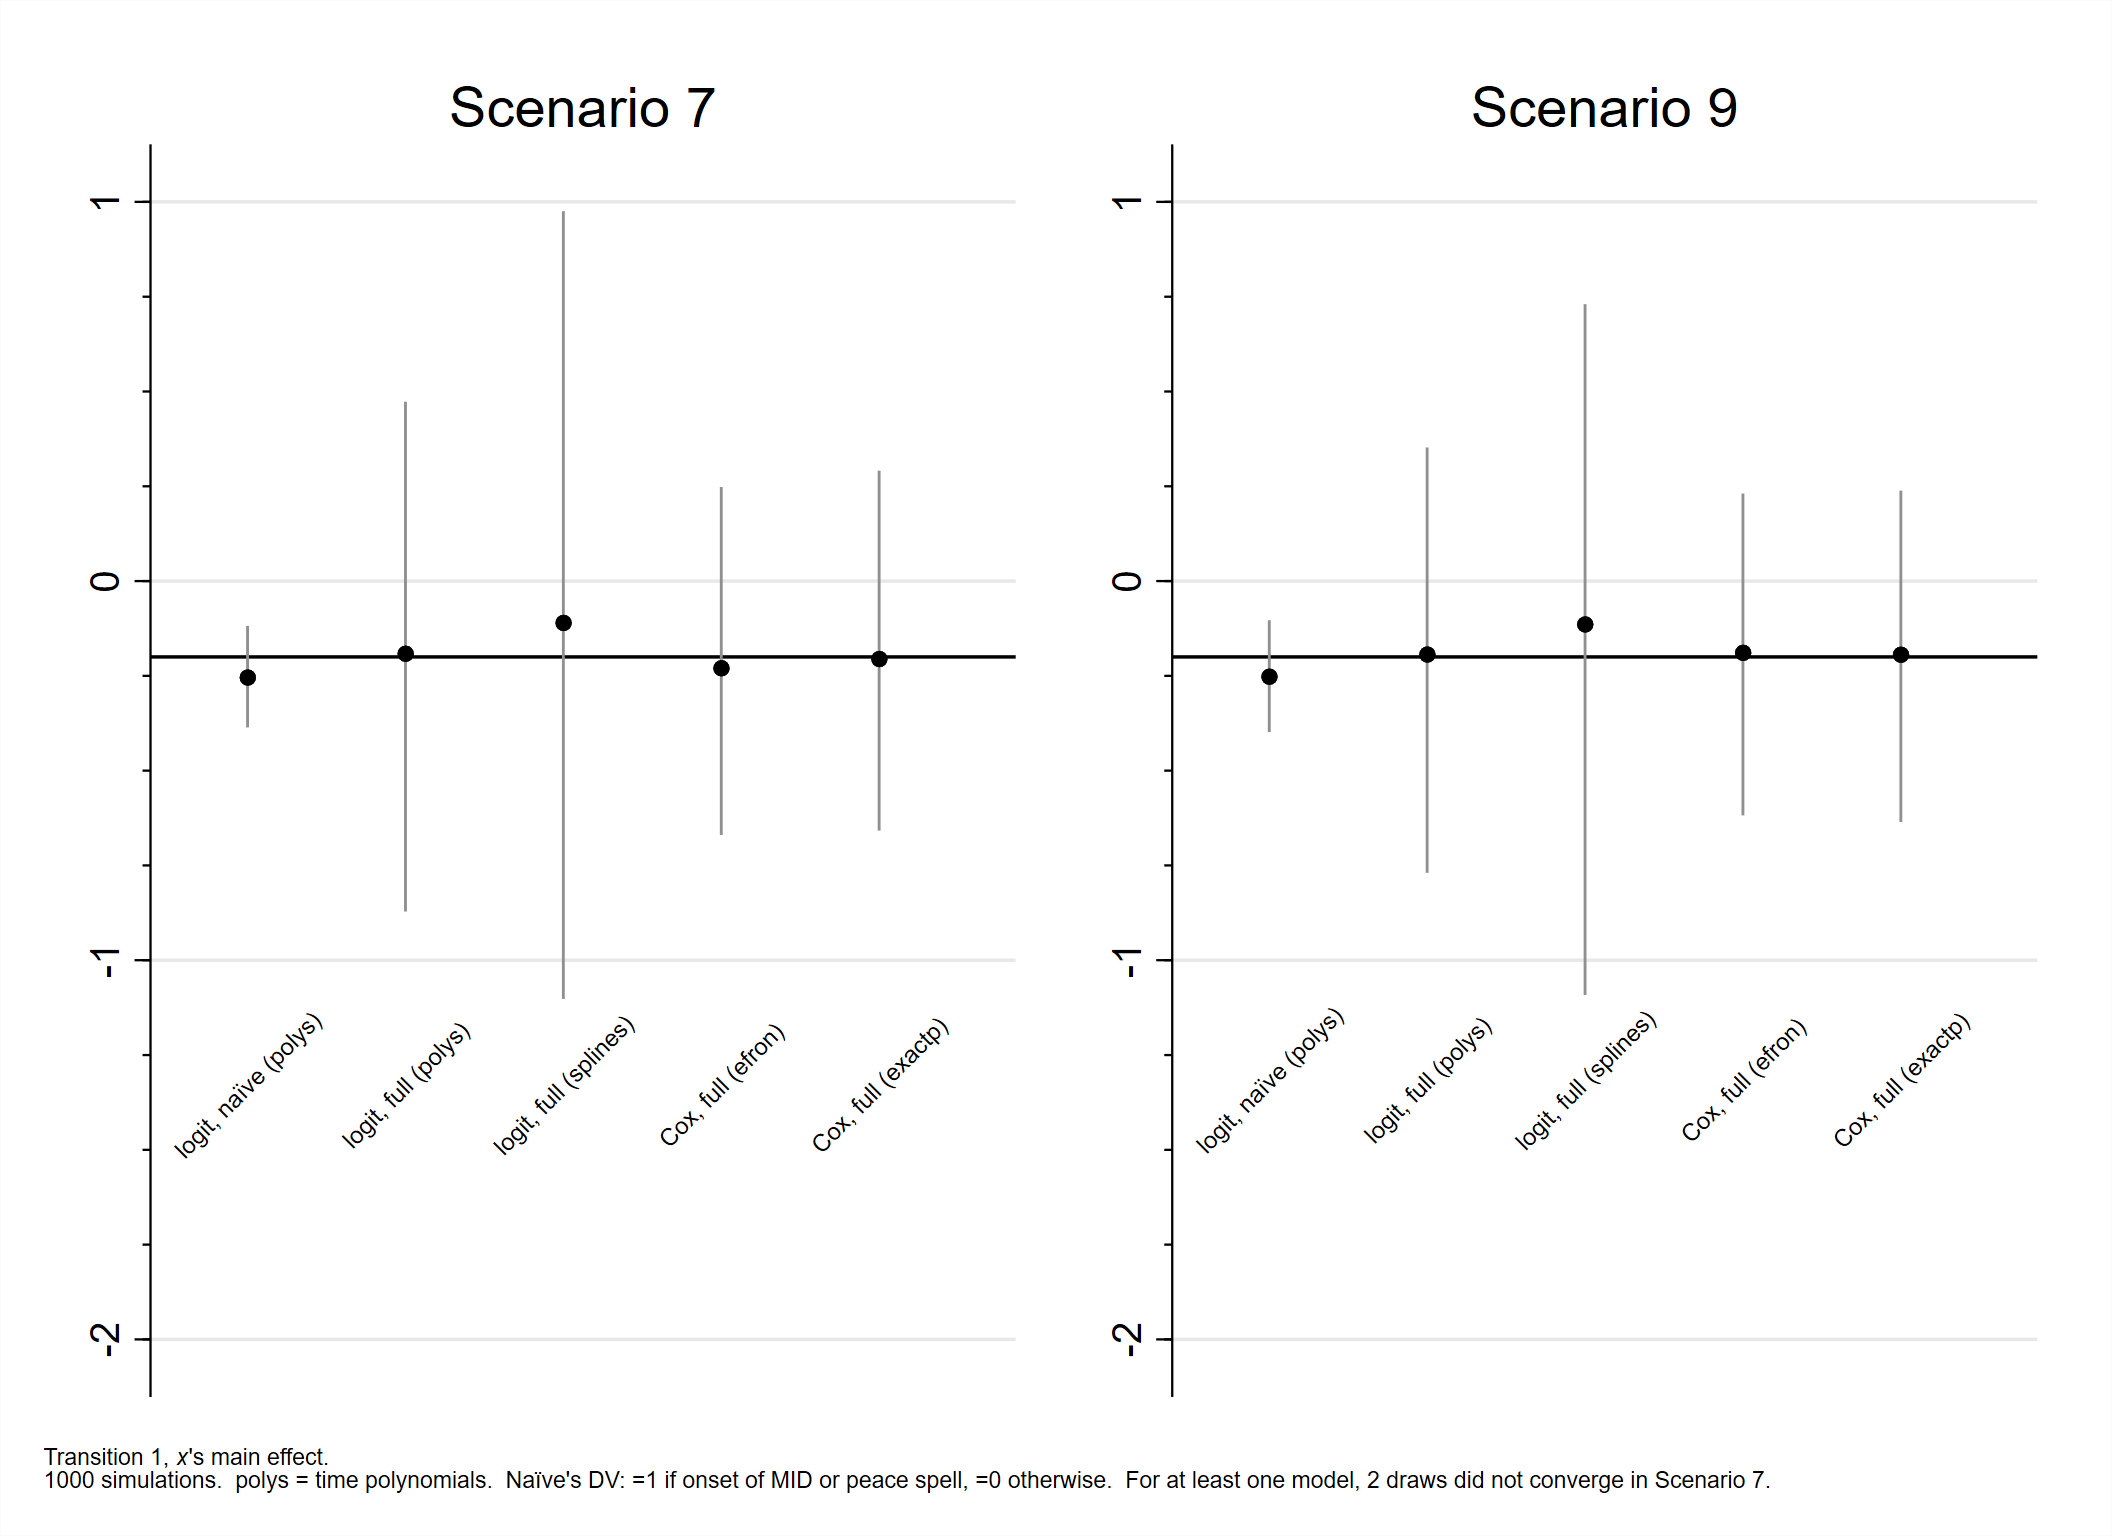 Scenario 7
1
0
-1
-2
logit, naïve (polys)
logit, full (polys)
logit, full (splines)
Cox, full (efron)
Cox, full (exactp)
Scenario 9
1
0
-1
-2
logit, naïve (polys)
logit, full (polys)
logit, full (splines)
Cox, full (efron)
Cox, full (exactp)
Transition 1, x's main effect.
1000 simulations.  polys = time polynomials.  Naïve's DV: =1 if onset of MID or peace spell, =0 otherwise.  For at least one model, 2 draws did not converge in Scenario 7.